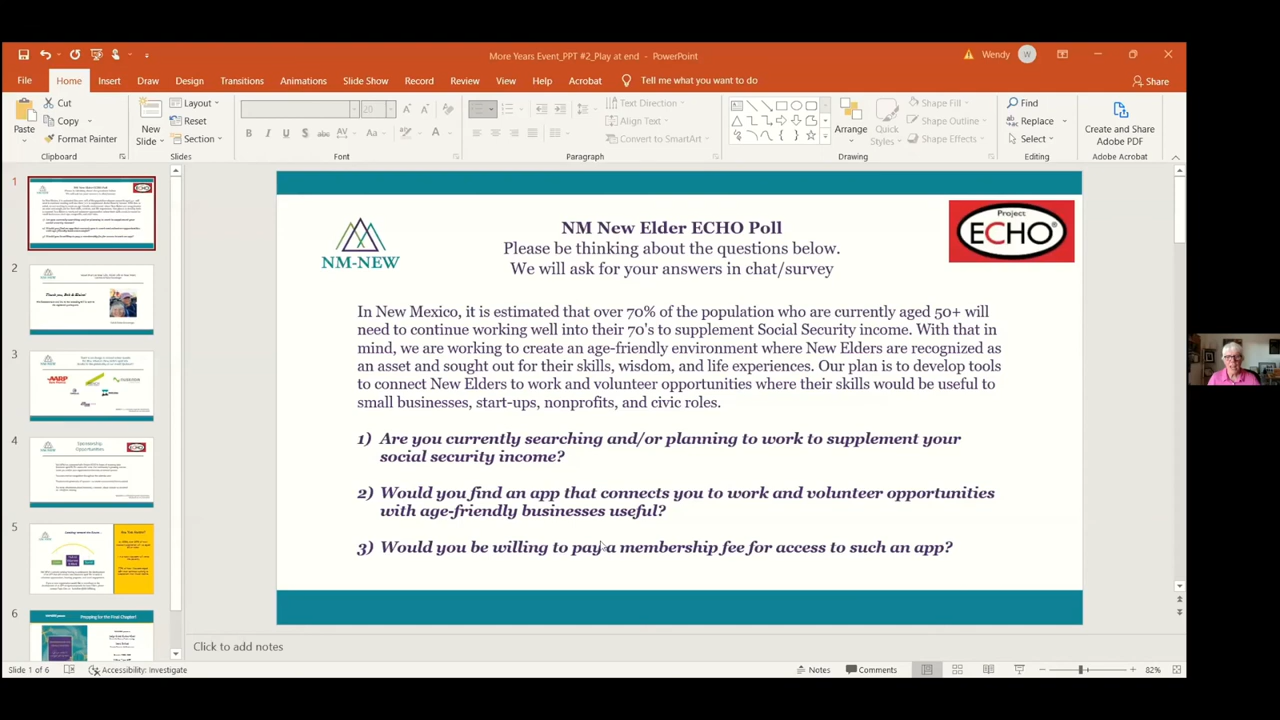 More Years Event_PPT #2_Play at end - PowerPoint
Wendy
W
File Home Insert Draw Design Transitions Animations Slide Show Record Review View Help Acrobat Tell me what you want to do
Share
Paste
Cut
Copy
Format Painter
Clipboard
New
Slide
Layout
Reset
Section
Slides
20
Font
Text Direction
Align Text
Convert to SmartArt
Paragraph
Arrange
Quick
Styles
Shape Fill
Shape Outline
Shape Effects
Drawing
Find
Replace
Select
Editing
Create and Share
Adobe PDF
Adobe Acrobat
1
2
3
4
5
6
NM-NEW
NM New Elder ECHO Poll
Please be thinking about the questions below.
We will ask for your answers in chat/survey
Project
ECHO®
In New Mexico, it is estimated that over 70% of the population who are currently aged 50+ will
need to continue working well into their 70's to supplement Social Security income. With that in
mind, we are working to create an age-friendly environment where New Elders are recognized as
an asset and sought out for their skills, wisdom, and life experiences. Our plan is to develop tools
to connect New Elders to work and volunteer opportunities where their skills would be useful to
small businesses, start-ups, nonprofits, and civic roles.
1) Are you currently searching and/or planning to work to supplement your
social security income?
2) Would you find an app that connects you to work and volunteer opportunities
with age-friendly businesses useful?
3) Would you be willing to pay a membership fee for access to such an app?
Click to add notes
Slide 1 of 6
Accessibility: Investigate
Notes
Comments
82%